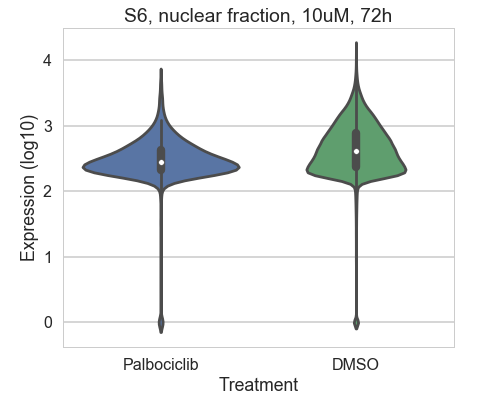 S6, nuclear fraction, 10uM, 72h
4
3
2
1
0
Expression (log10)
Palbociclib
DMSO
Treatment